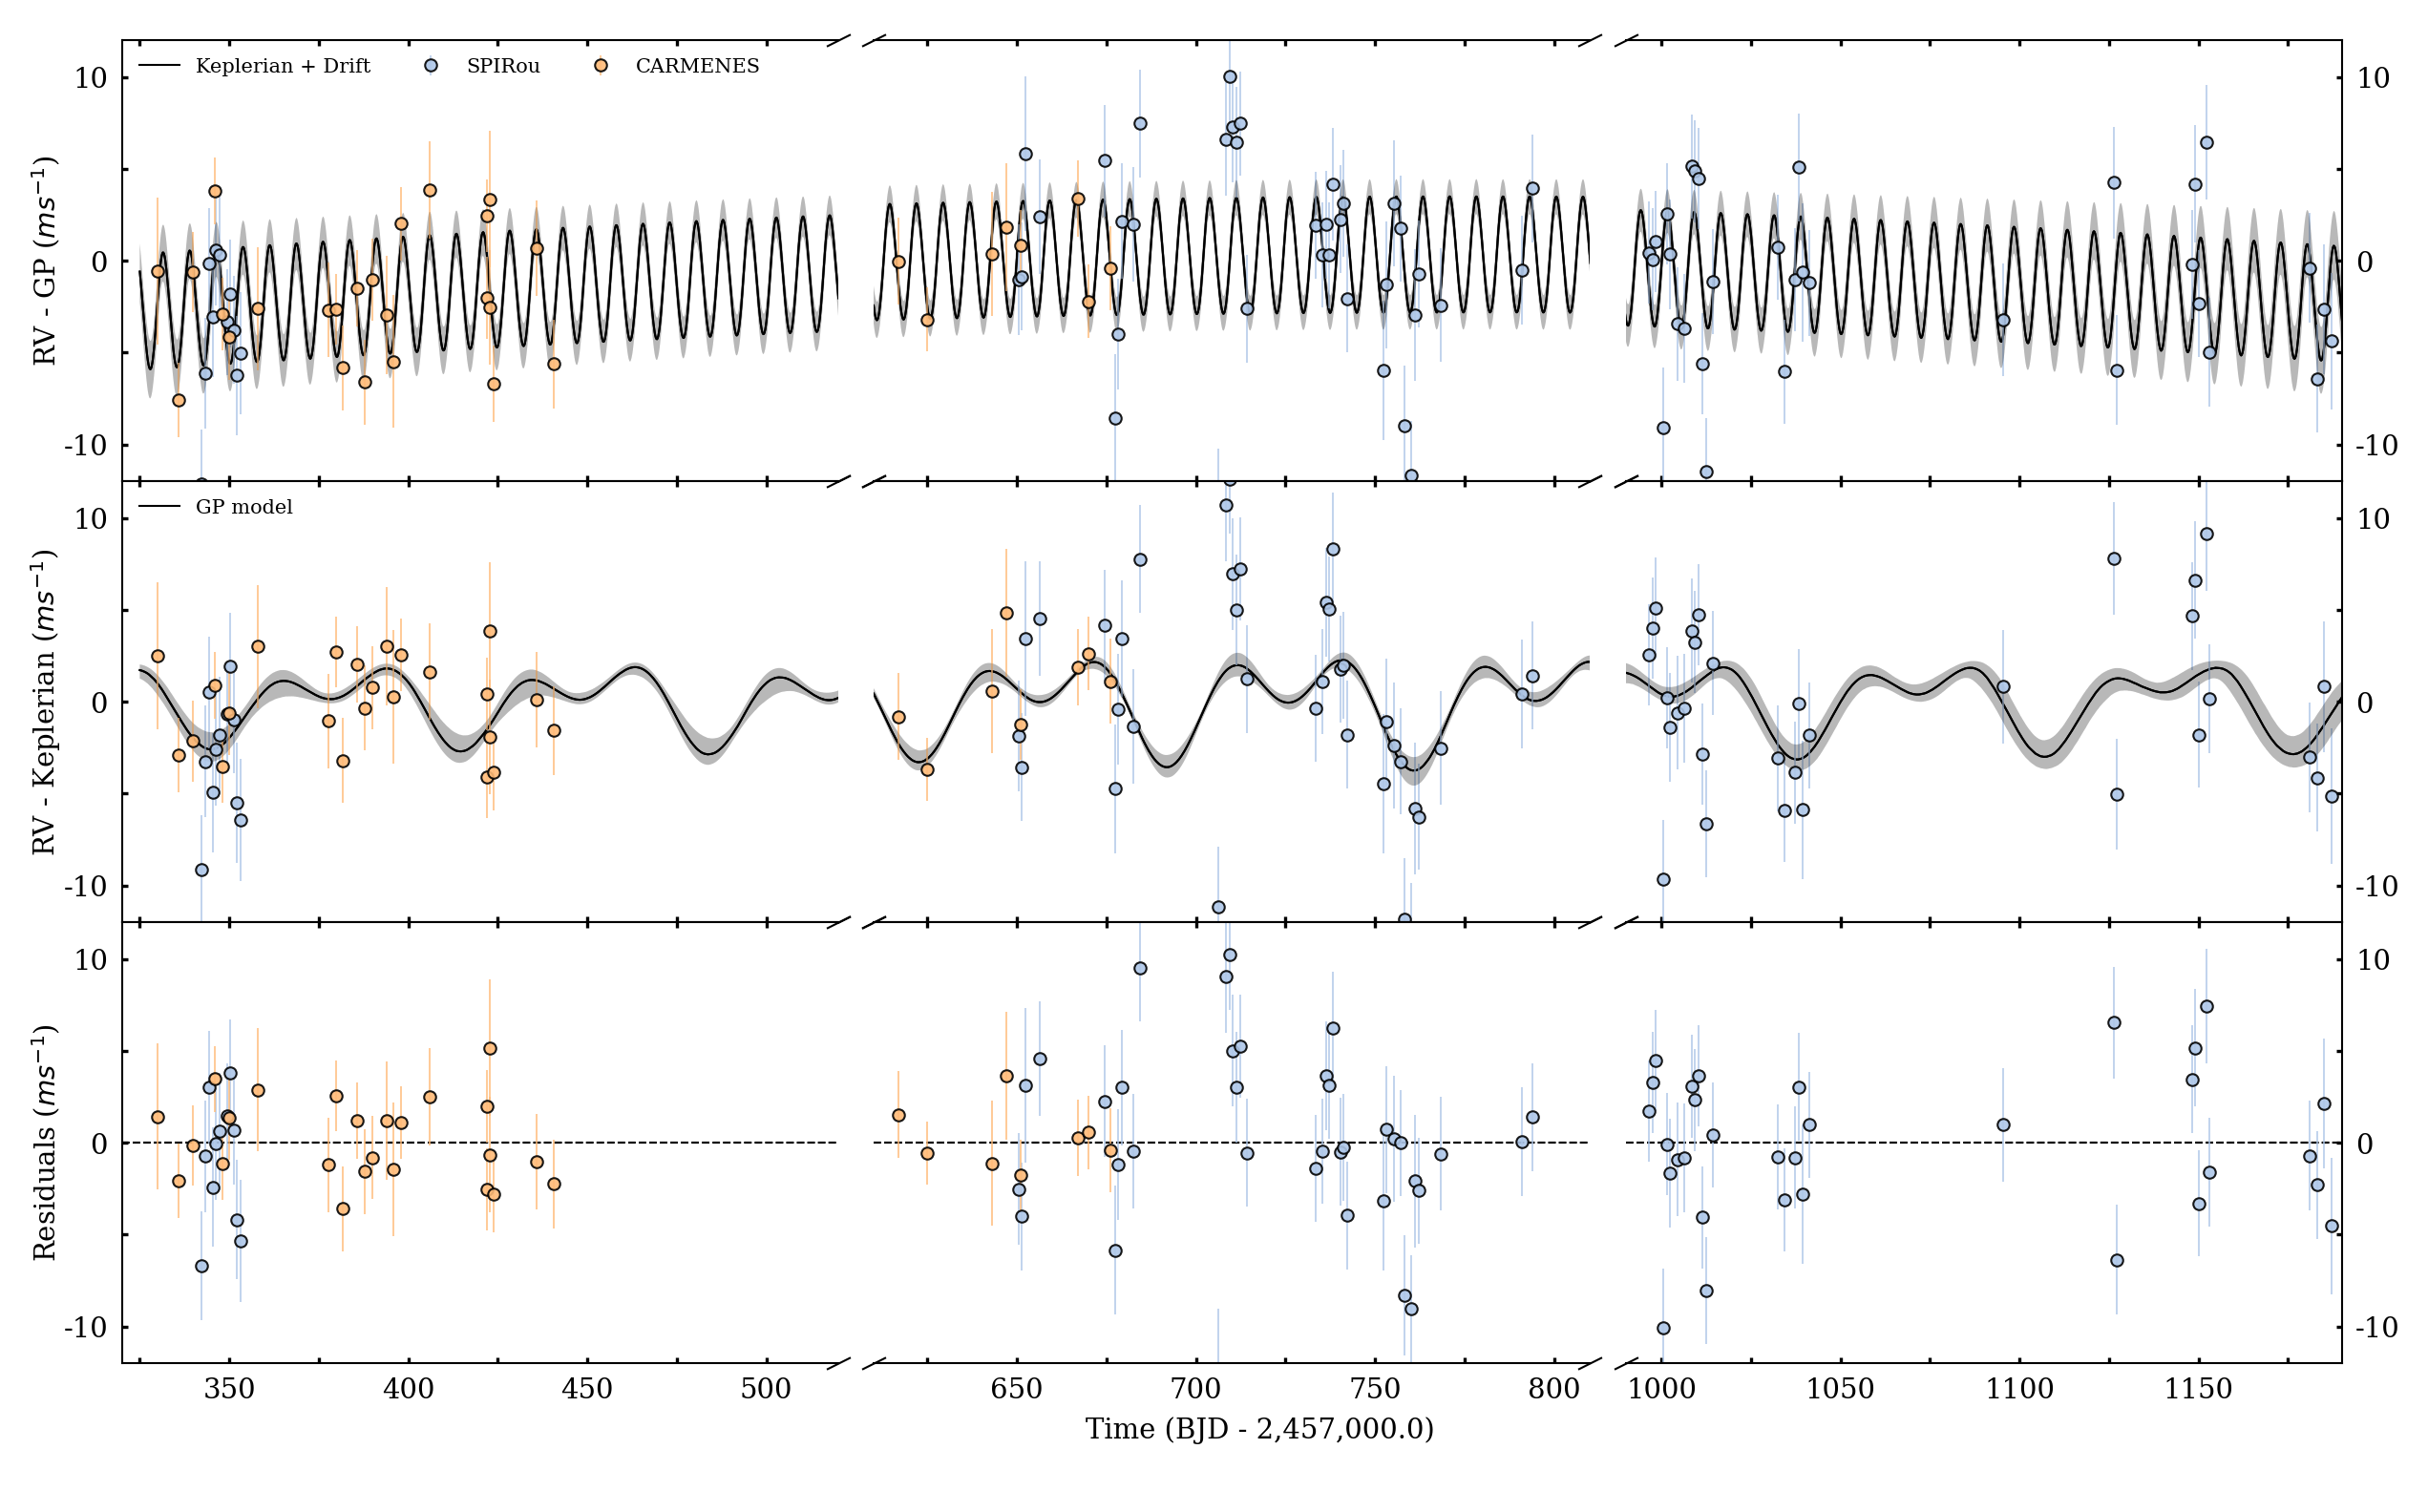 Keplerian + Drift SPIRou CARMENES
10 10
0 0
-10 -10
RV - GP (ms⁻¹)
GP model
10 10
0 0
-10 -10
RV - Keplerian (ms⁻¹)
10 10
0 0
-10 -10
Residuals (ms⁻¹)
350 400 450 500 650 700 750 800 1000 1050 1100 1150
Time (BJD - 2,457,000.0)